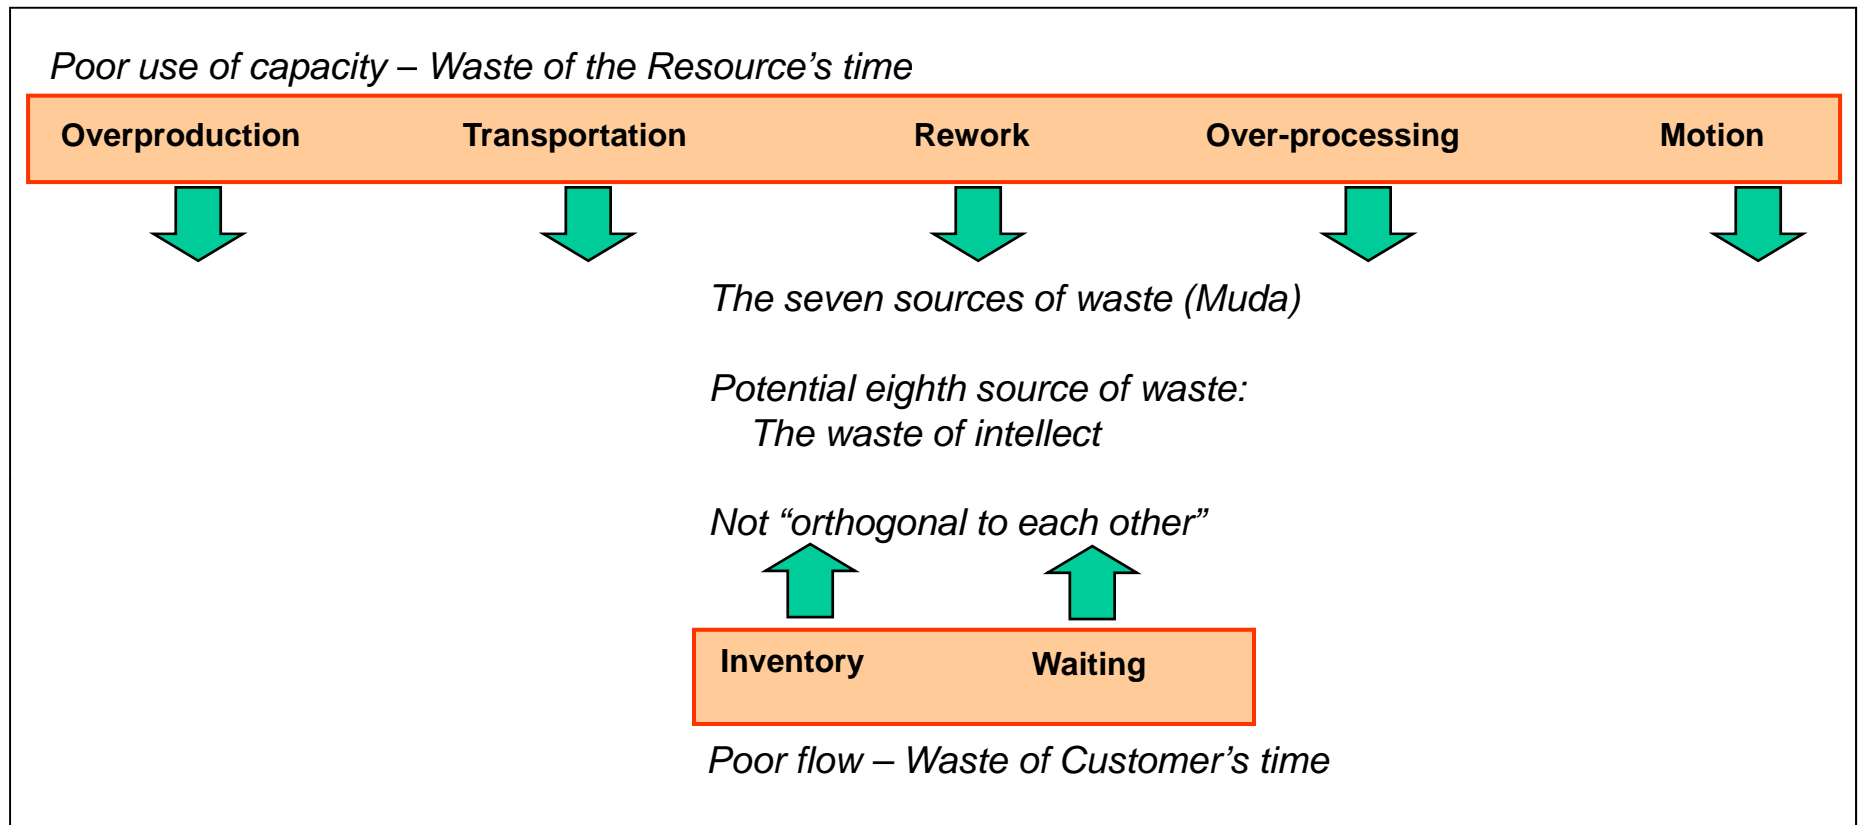 Poor use of capacity – Waste of the Resource’s time
Overproduction Transportation Rework Over-processing Motion
The seven sources of waste (Muda)
Potential eighth source of waste:
The waste of intellect
Not “orthogonal to each other”
Inventory Waiting
Poor flow – Waste of Customer’s time